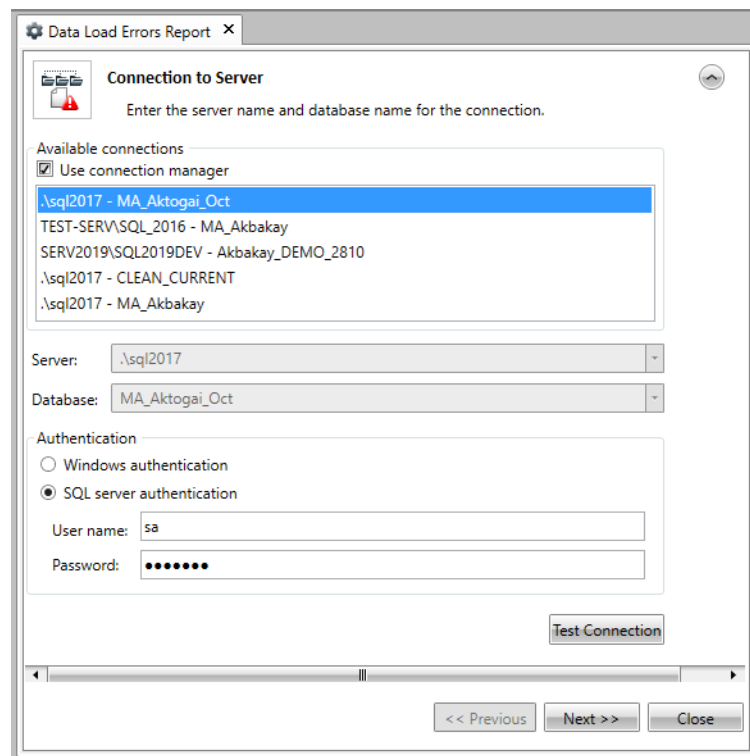 Data Load Errors Report
Connection to Server
Enter the server name and database name for the connection.
Available connections
Use connection manager
.\sql2017 - MA_Aktogai_Oct
TEST-SERV\SQL_2016 - MA_Akbakay
SERV2019\SQL2019DEV - Akbakay_DEMO_2810
.\sql2017 - CLEAN_CURRENT
.\sql2017 - MA_Akbakay
Server: .\sql2017
Database: MA_Aktogai_Oct
Authentication
Windows authentication
SQL server authentication
User name: sa
Password: •••••••
Test Connection
<< Previous Next >> Close